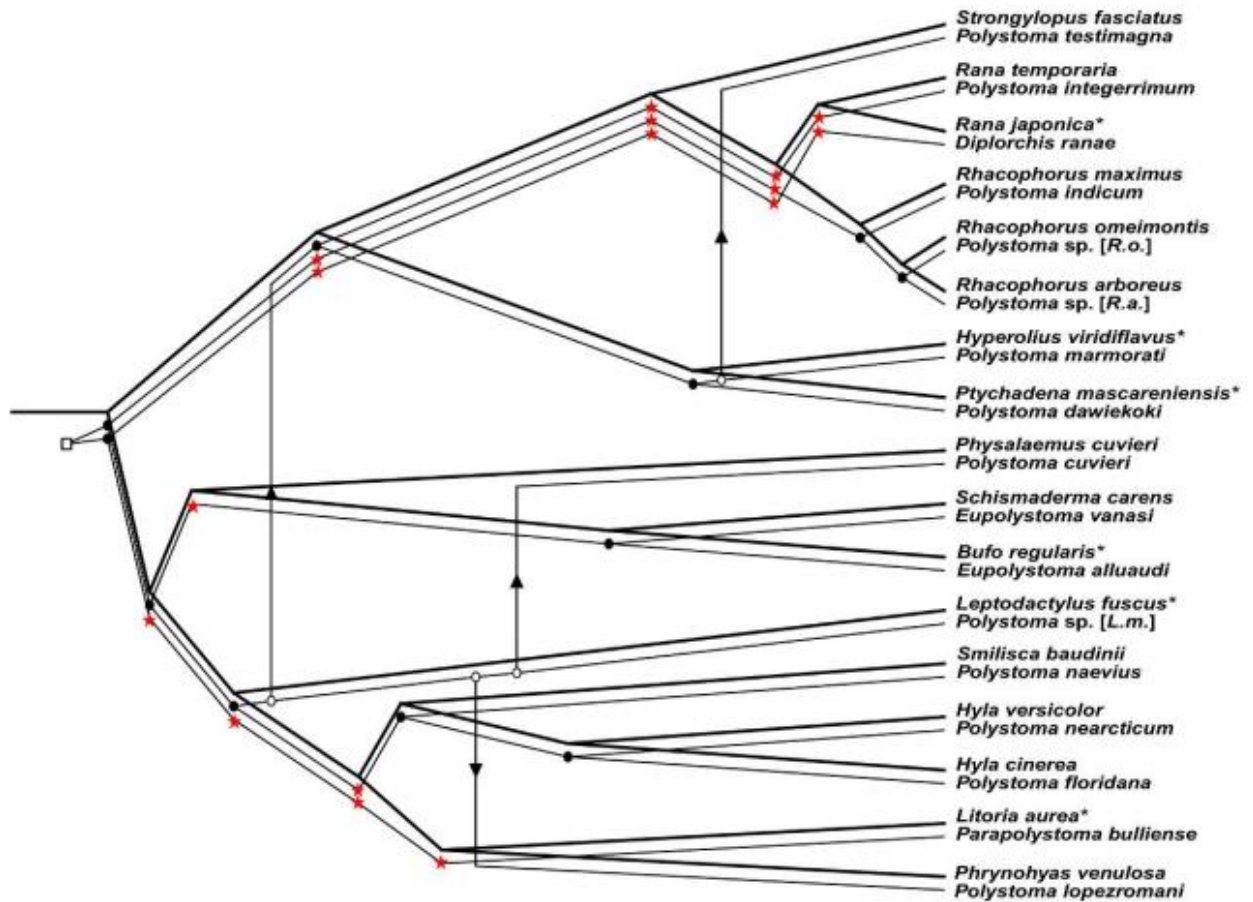 Strongylopus fasciatus
Polystoma testimagna
Rana temporaria
Polystoma integerrimum
Rana japonica*
Diplorchis ranae
Rhacophorus maximus
Polystoma indicum
Rhacophorus omeimontis
Polystoma sp. [R.o.]
Rhacophorus arboreus
Polystoma sp. [R.a.]
Hyperolius viridiflavus*
Polystoma marmorati
Ptychadena mascareniensis*
Polystoma dawiekoki
Physalaemus cuvieri
Polystoma cuvieri
Schismaderma carens
Eupolystoma vanasi
Bufo regularis*
Eupolystoma alluaudi
Leptodactylus fuscus*
Polystoma sp. [L.m.]
Smilisca baudinii
Polystoma naevius
Hyla versicolor
Polystoma nearcticum
Hyla cinerea
Polystoma floridana
Litoria aurea*
Parapolystoma bulliense
Phrynohyas venulosa
Polystoma lopezromani